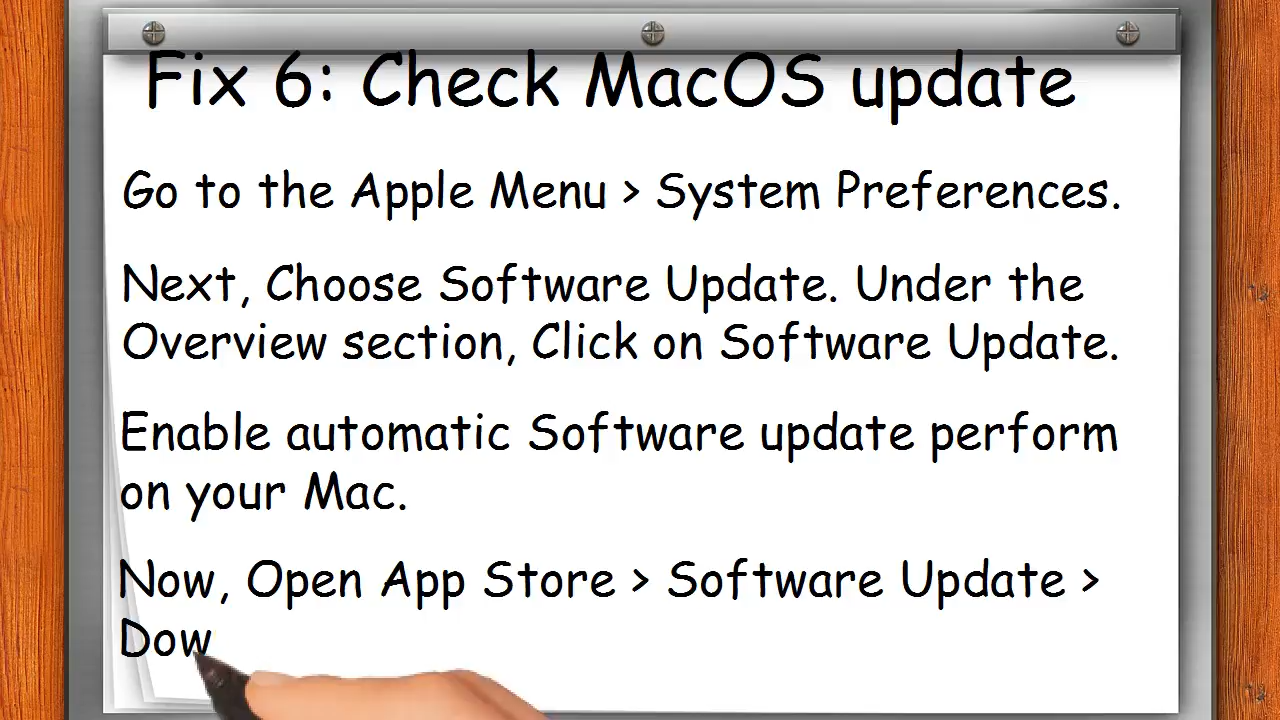 Fix 6: Check MacOS update
Go to the Apple Menu > System Preferences.
Next, Choose Software Update. Under the
Overview section, Click on Software Update.
Enable automatic Software update perform
on your Mac.
Now, Open App Store > Software Update >
Dow